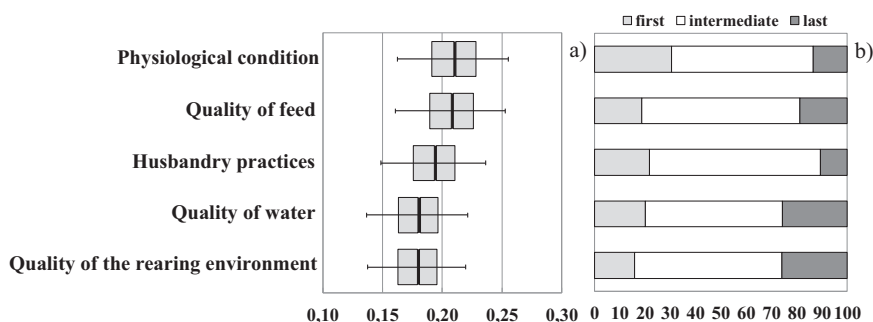 first intermediate last
Physiological condition a) b)
Quality of feed
Husbandry practices
Quality of water
Quality of the rearing environment
0,10 0,15 0,20 0,25 0,30 0 10 20 30 40 50 60 70 80 90 100